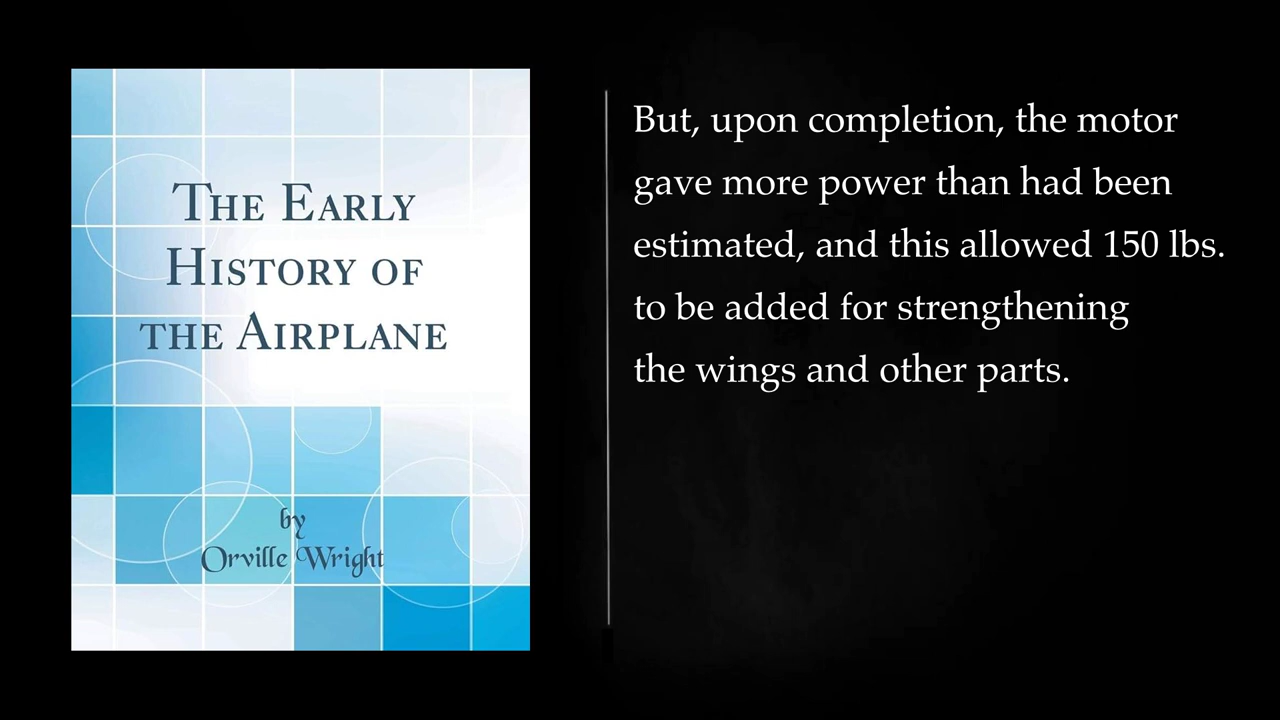 The Early
History of
the Airplane
by
Orville Wright
But, upon completion, the motor
gave more power than had been
estimated, and this allowed 150 lbs.
to be added for strengthening
the wings and other parts.